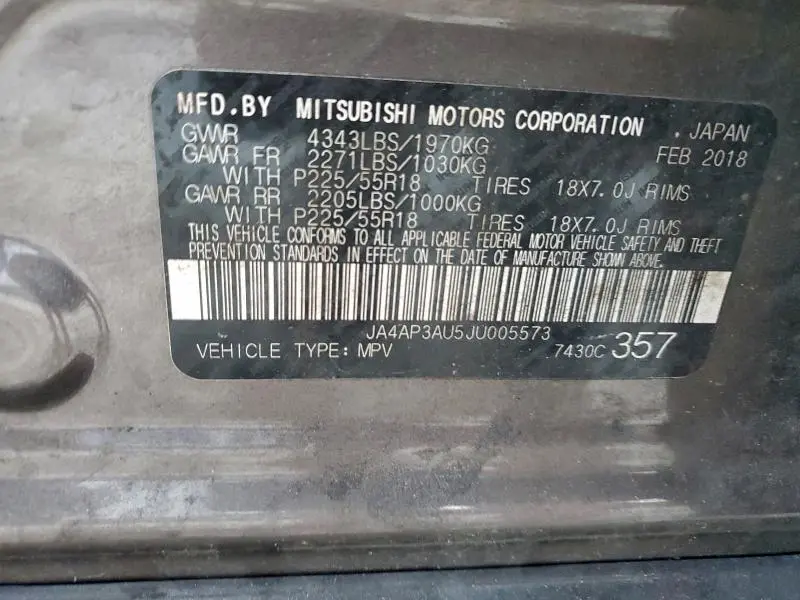 MFD.BY MITSUBISHI MOTORS CORPORATION . JAPAN
GVWR 4343LBS/1970KG FEB 2018
GAWR FR 2271LBS/1030KG
WITH P225/55R18 TIRES 18X7.0J RIMS
GAWR RR 2205LBS/1000KG
WITH P225/55R18 TIRES 18X7.0J RIMS
THIS VEHICLE CONFORMS TO ALL APPLICABLE FEDERAL MOTOR VEHICLE SAFETY AND THEFT
PREVENTION STANDARDS IN EFFECT ON THE DATE OF MANUFACTURE SHOWN ABOVE.
JA4AP3AU5JU005573
VEHICLE TYPE: MPV 7430C 357